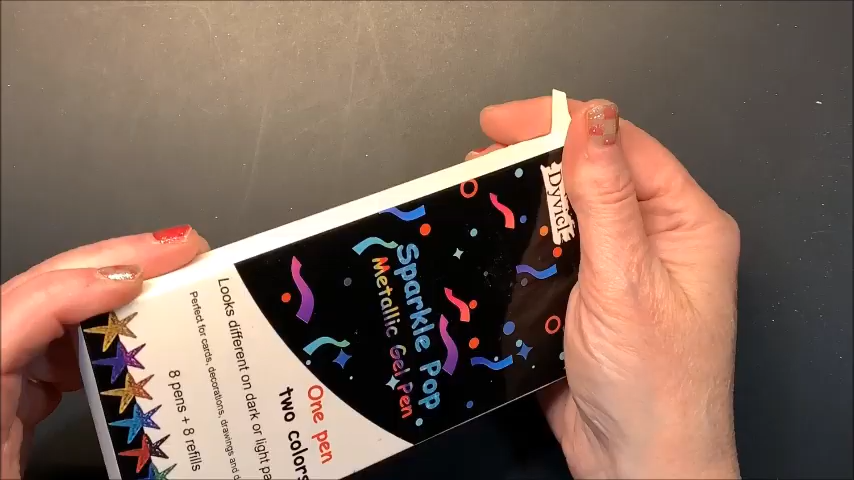 Dyvicl
Sparkle Pop
Metallic Gel Pen
One pen
two colors
Looks different on dark or light pa
Perfect for cards, decorations, drawings and d
8 pens + 8 refills